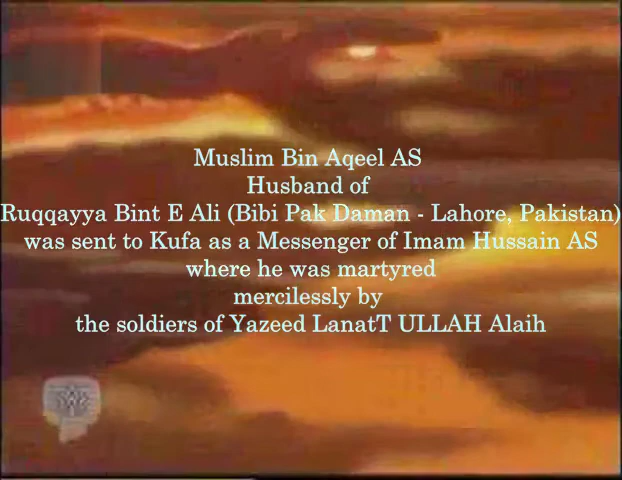 Muslim Bin Aqeel AS
Husband of
Ruqqayya Bint E Ali (Bibi Pak Daman - Lahore, Pakistan)
was sent to Kufa as a Messenger of Imam Hussain AS
where he was martyred
mercilessly by
the soldiers of Yazeed LanatT ULLAH Alaih